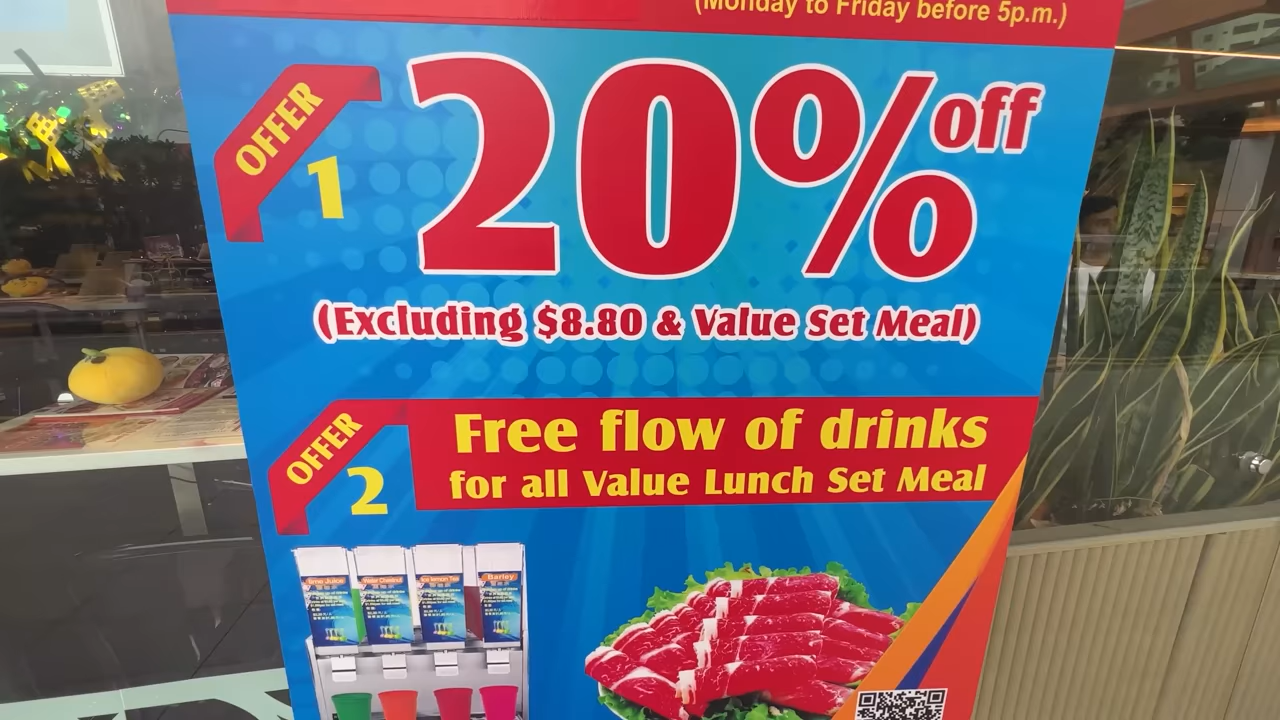 (Monday to Friday before 5p.m.)
OFFER 1
20% off
(Excluding $8.80 & Value Set Meal)
OFFER 2
Free flow of drinks
for all Value Lunch Set Meal
Lime Juice
Water Chestnut
Ice lemon Tea
Barley